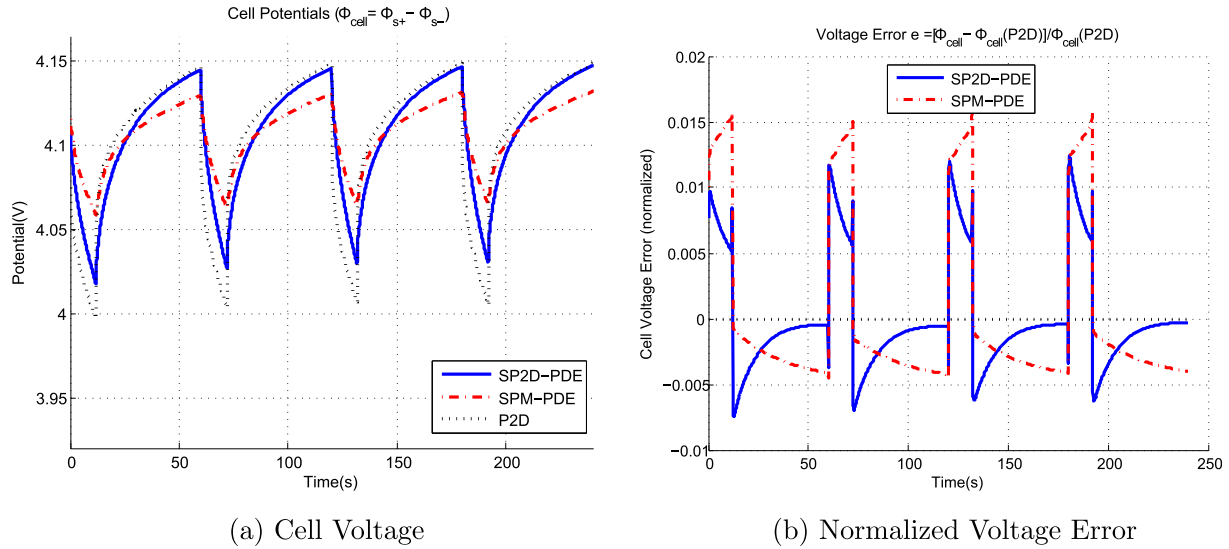 Cell Potentials (Φcell= Φs+− Φs−)
4.15
4.1
4.05
4
3.95
Potential(V)
0
50
100
150
200
Time(s)
SP2D−PDE
SPM−PDE
P2D
(a) Cell Voltage
Voltage Error e =[Φcell− Φcell(P2D)]/Φcell(P2D)
0.02
0.015
0.01
0.005
0
−0.005
−0.01
Cell Voltage Error (normalized)
0
50
100
150
200
250
Time(s)
SP2D−PDE
SPM−PDE
(b) Normalized Voltage Error